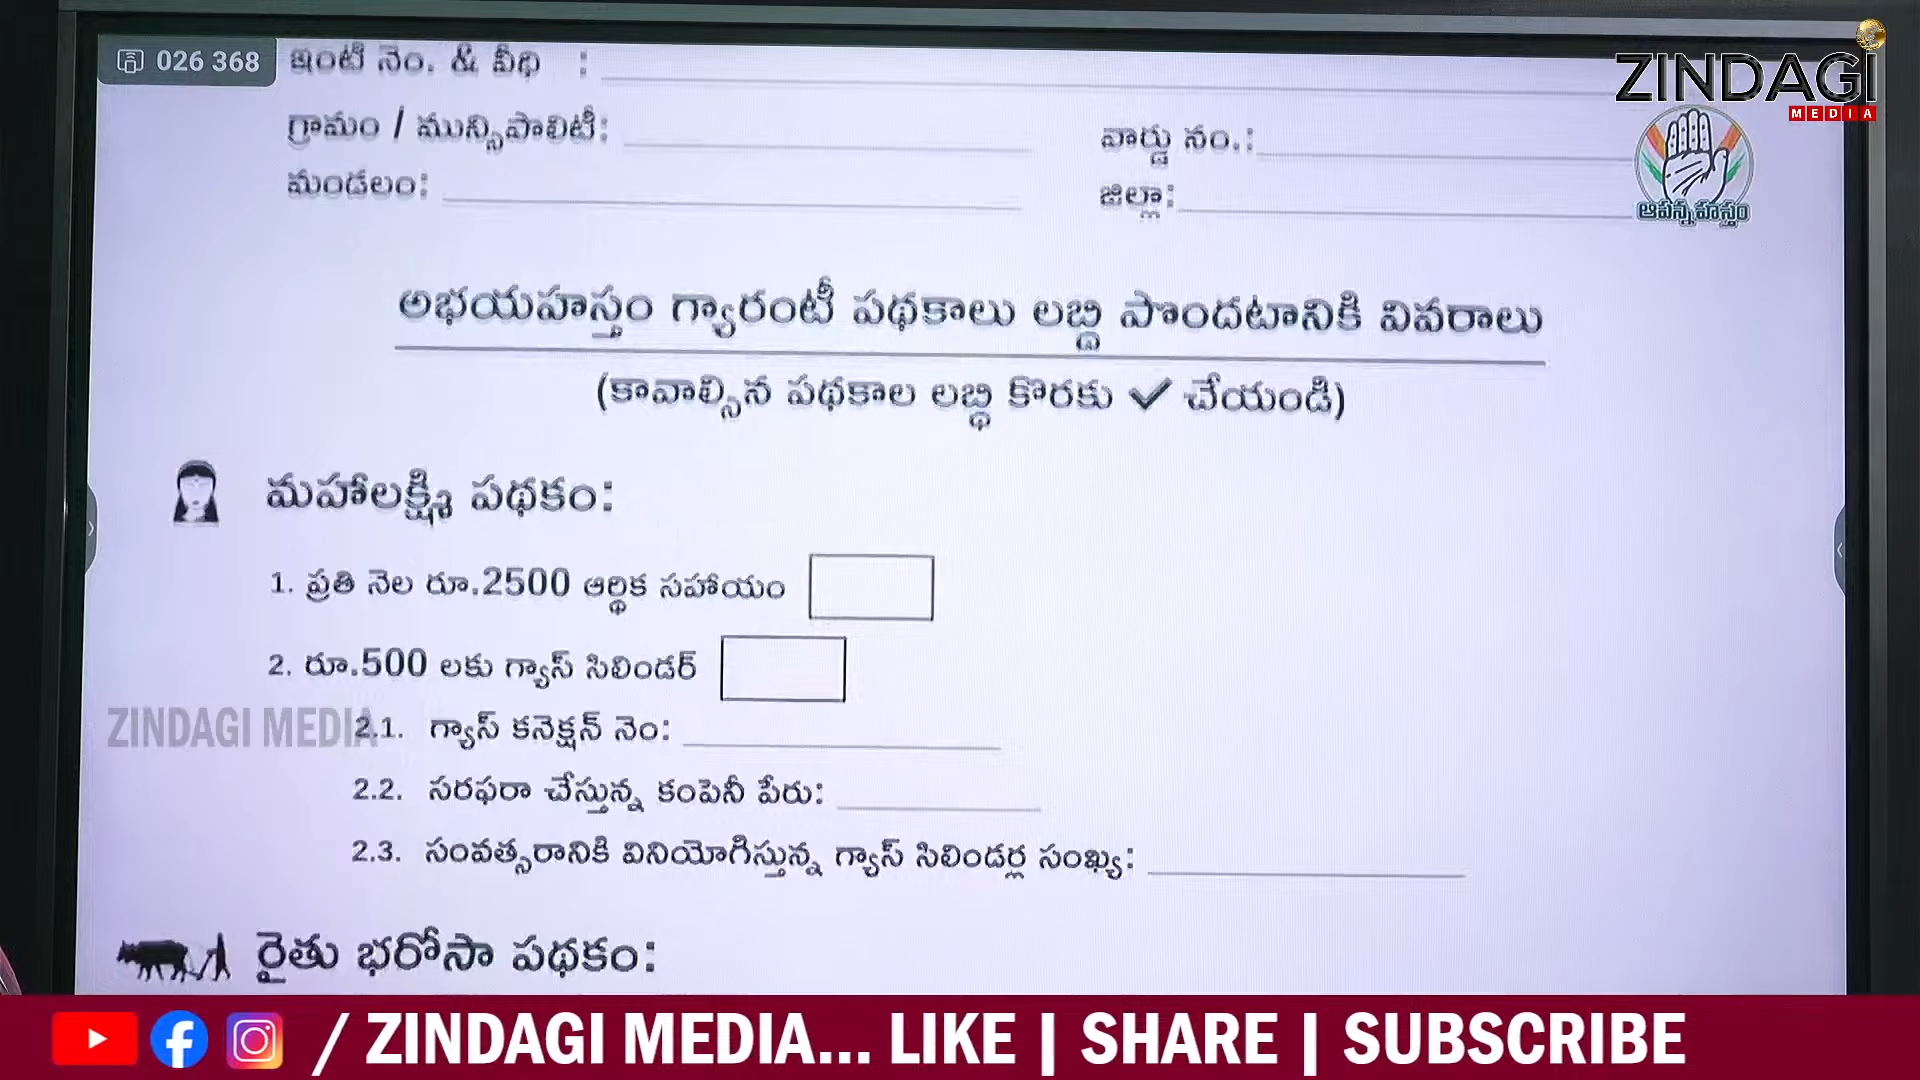 026 368
ఇంటి నెం. & వీధి :
ZINDAGI
MEDIA
గ్రామం / మున్సిపాలిటీ:
వార్డు నం.:
మండలం:
జిల్లా:
ఆపన్నహస్తం
అభయహస్తం గ్యారంటీ పథకాలు లబ్ది పొందటానికి వివరాలు
(కావాల్సిన పథకాల లబ్ధి కొరకు ✓ చేయండి)
మహాలక్ష్మి పథకం:
1. ప్రతి నెల రూ.2500 ఆర్థిక సహాయం
2. రూ.500 లకు గ్యాస్ సిలిండర్
ZINDAGI MEDIA
2.1. గ్యాస్ కనెక్షన్ నెం:
2.2. సరఫరా చేస్తున్న కంపెనీ పేరు:
2.3. సంవత్సరానికి వినియోగిస్తున్న గ్యాస్ సిలిండర్ల సంఖ్య:
రైతు భరోసా పథకం:
/ ZINDAGI MEDIA... LIKE | SHARE | SUBSCRIBE